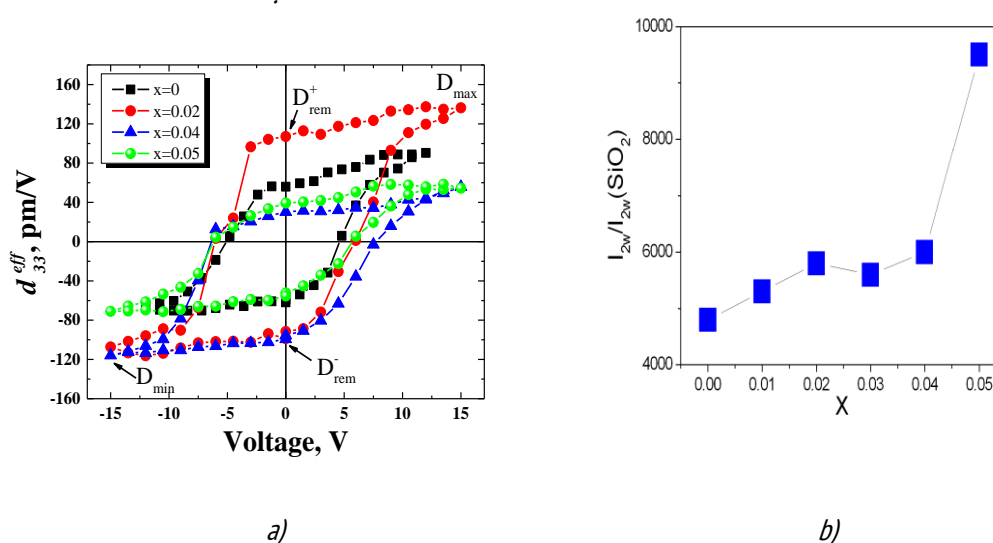 160
120
80
40
0
-40
-80
-120
-160
d33^eff, pm/V
x=0
x=0.02
x=0.04
x=0.05
D+rem
Dmax
Dmin
D-rem
-15 -10 -5 0 5 10 15
Voltage, V
a)
10000
8000
6000
4000
I2w/I2w(SiO2)
0.00 0.01 0.02 0.03 0.04 0.05
X
b)